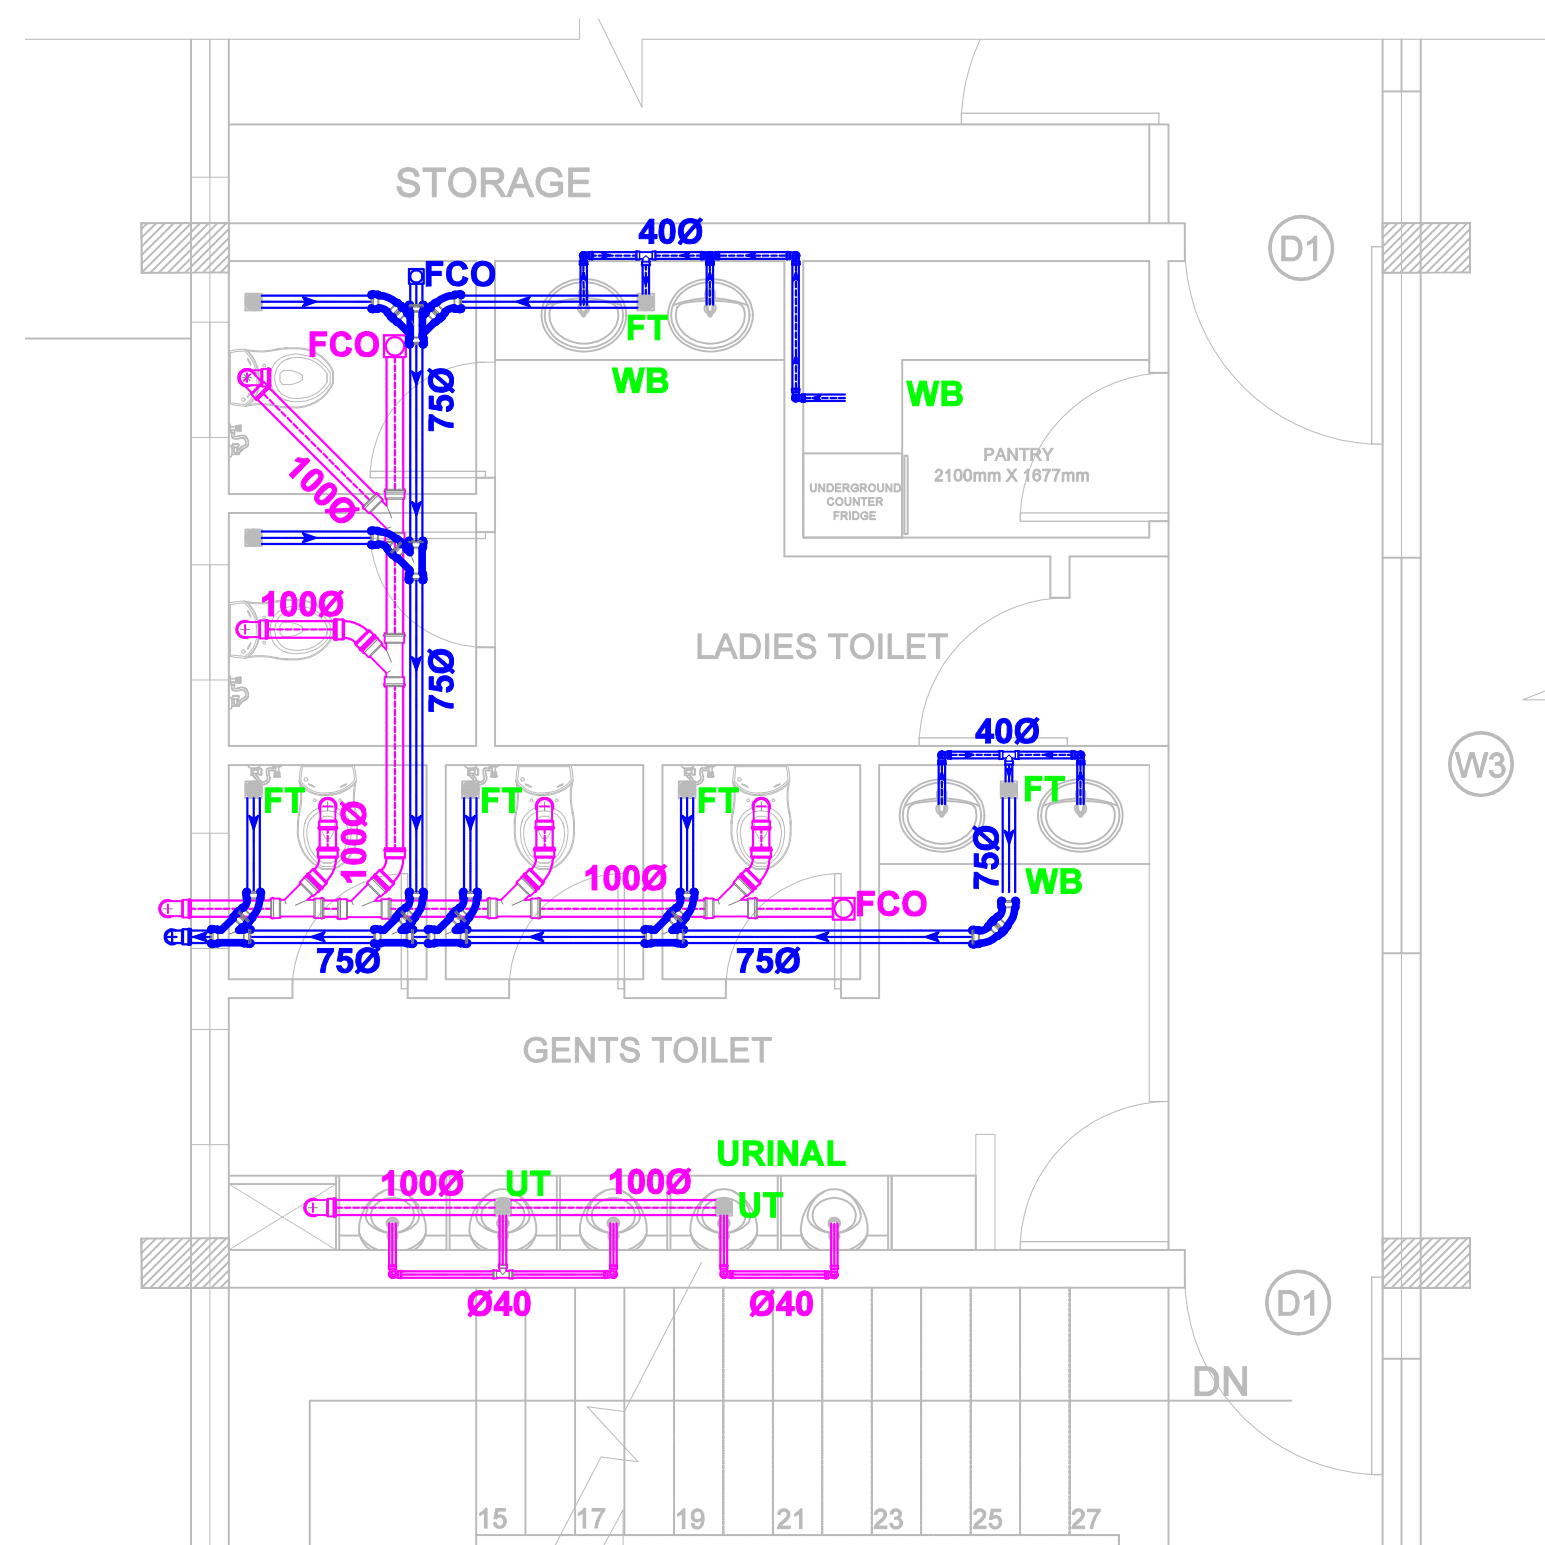 STORAGE
40Ø
D1
FCO
FCO
FT
WB
75Ø
WB
PANTRY
2100mm X 1677mm
100Ø
UNDERGROUND
COUNTER
FRIDGE
100Ø
LADIES TOILET
75Ø
40Ø
W3
FT
FT
FT
FT
100Ø
75Ø
100Ø
WB
FCO
75Ø
75Ø
GENTS TOILET
URINAL
100Ø
UT
100Ø
UT
Ø40
Ø40
D1
DN
15
17
19
21
23
25
27